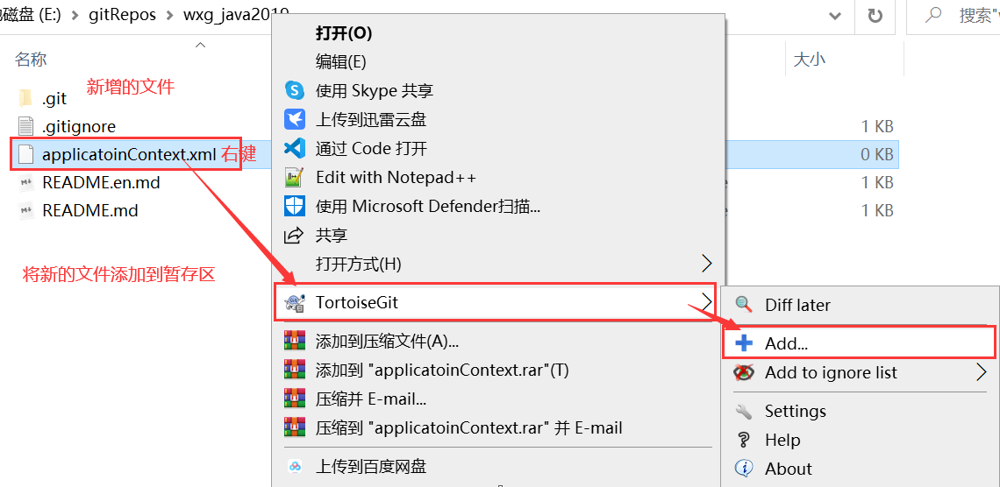 磁盘 (E:) > gitRepos > wxg_java2019
搜索"
名称
大小
新增的文件
.git
.gitignore
1 KB
applicatoinContext.xml
右键
0 KB
README.en.md
1 KB
README.md
1 KB
将新的文件添加到暂存区
打开(O)
编辑(E)
使用 Skype 共享
上传到迅雷云盘
通过 Code 打开
Edit with Notepad++
使用 Microsoft Defender扫描...
共享
打开方式(H)
TortoiseGit
添加到压缩文件(A)...
添加到 "applicatoinContext.rar"(T)
压缩并 E-mail...
压缩到 "applicatoinContext.rar" 并 E-mail
上传到百度网盘
Diff later
Add...
Add to ignore list
Settings
Help
About